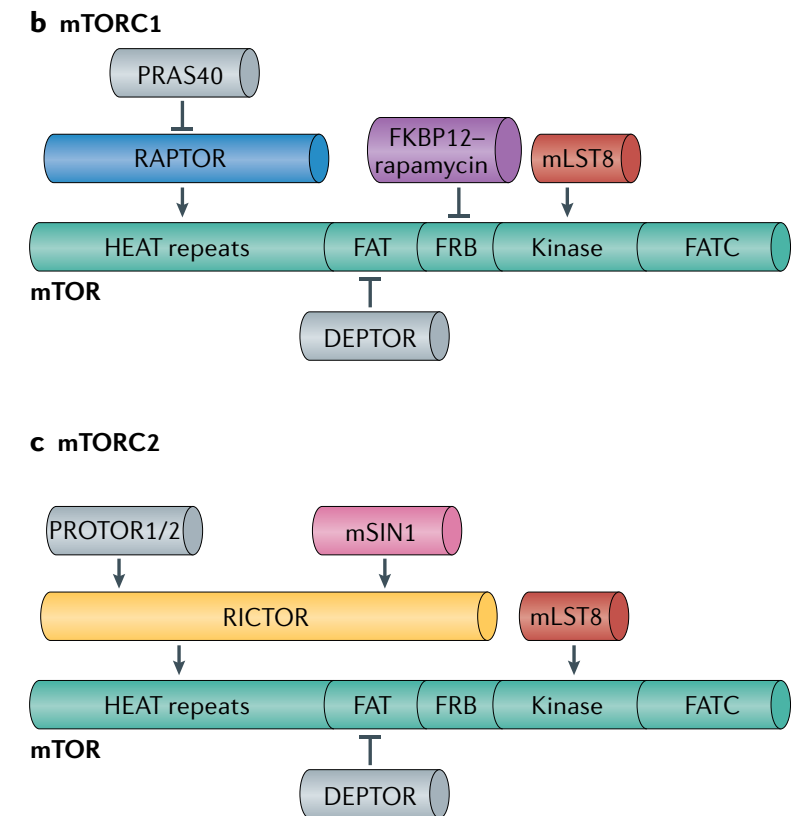 b mTORC1
PRAS40
RAPTOR
FKBP12–
rapamycin
mLST8
HEAT repeats FAT FRB Kinase FATC
mTOR
DEPTOR
c mTORC2
PROTOR1/2 mSIN1
RICTOR mLST8
HEAT repeats FAT FRB Kinase FATC
mTOR
DEPTOR